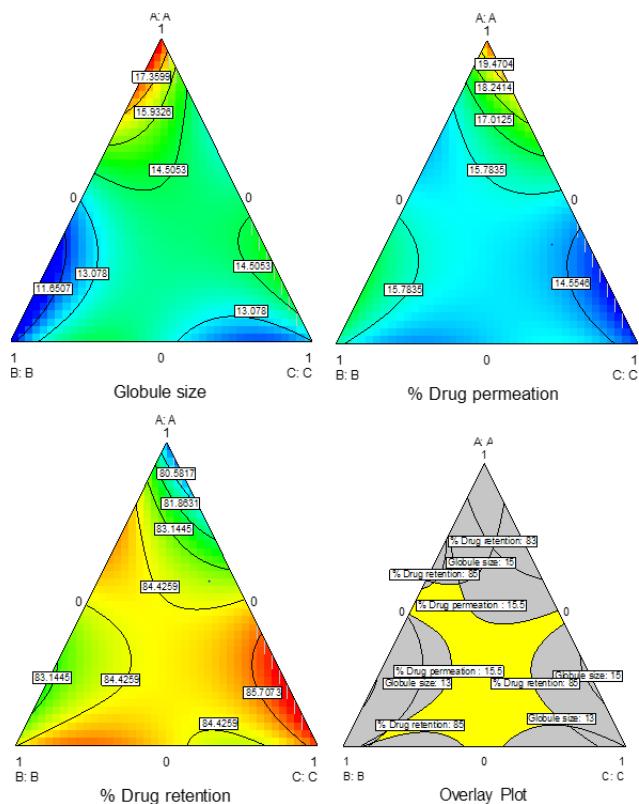 A: A
1
17.3599
15.9326
14.5053
0
14.5053
13.078
11.6507
13.078
1
0
1
B: B
C: C
Globule size
A: A
1
19.4704
18.2414
17.0125
15.7835
0
0
15.7835
14.5546
1
0
1
B: B
C: C
% Drug permeation
A: A
1
80.5817
81.8631
83.1445
84.4259
0
0
83.1445
84.4259
85.7073
84.4259
1
0
1
B: B
C: C
% Drug retention
A: A
1
% Drug retention: 83
Globule size: 15
% Drug retention: 85
% Drug permeation : 15.5
0
0
% Drug permeation : 15.5
Globule size: 13
% Drug retention: 85
Globule size: 15
Globule size: 13
% Drug retention: 85
1
0
1
B: B
C: C
Overlay Plot